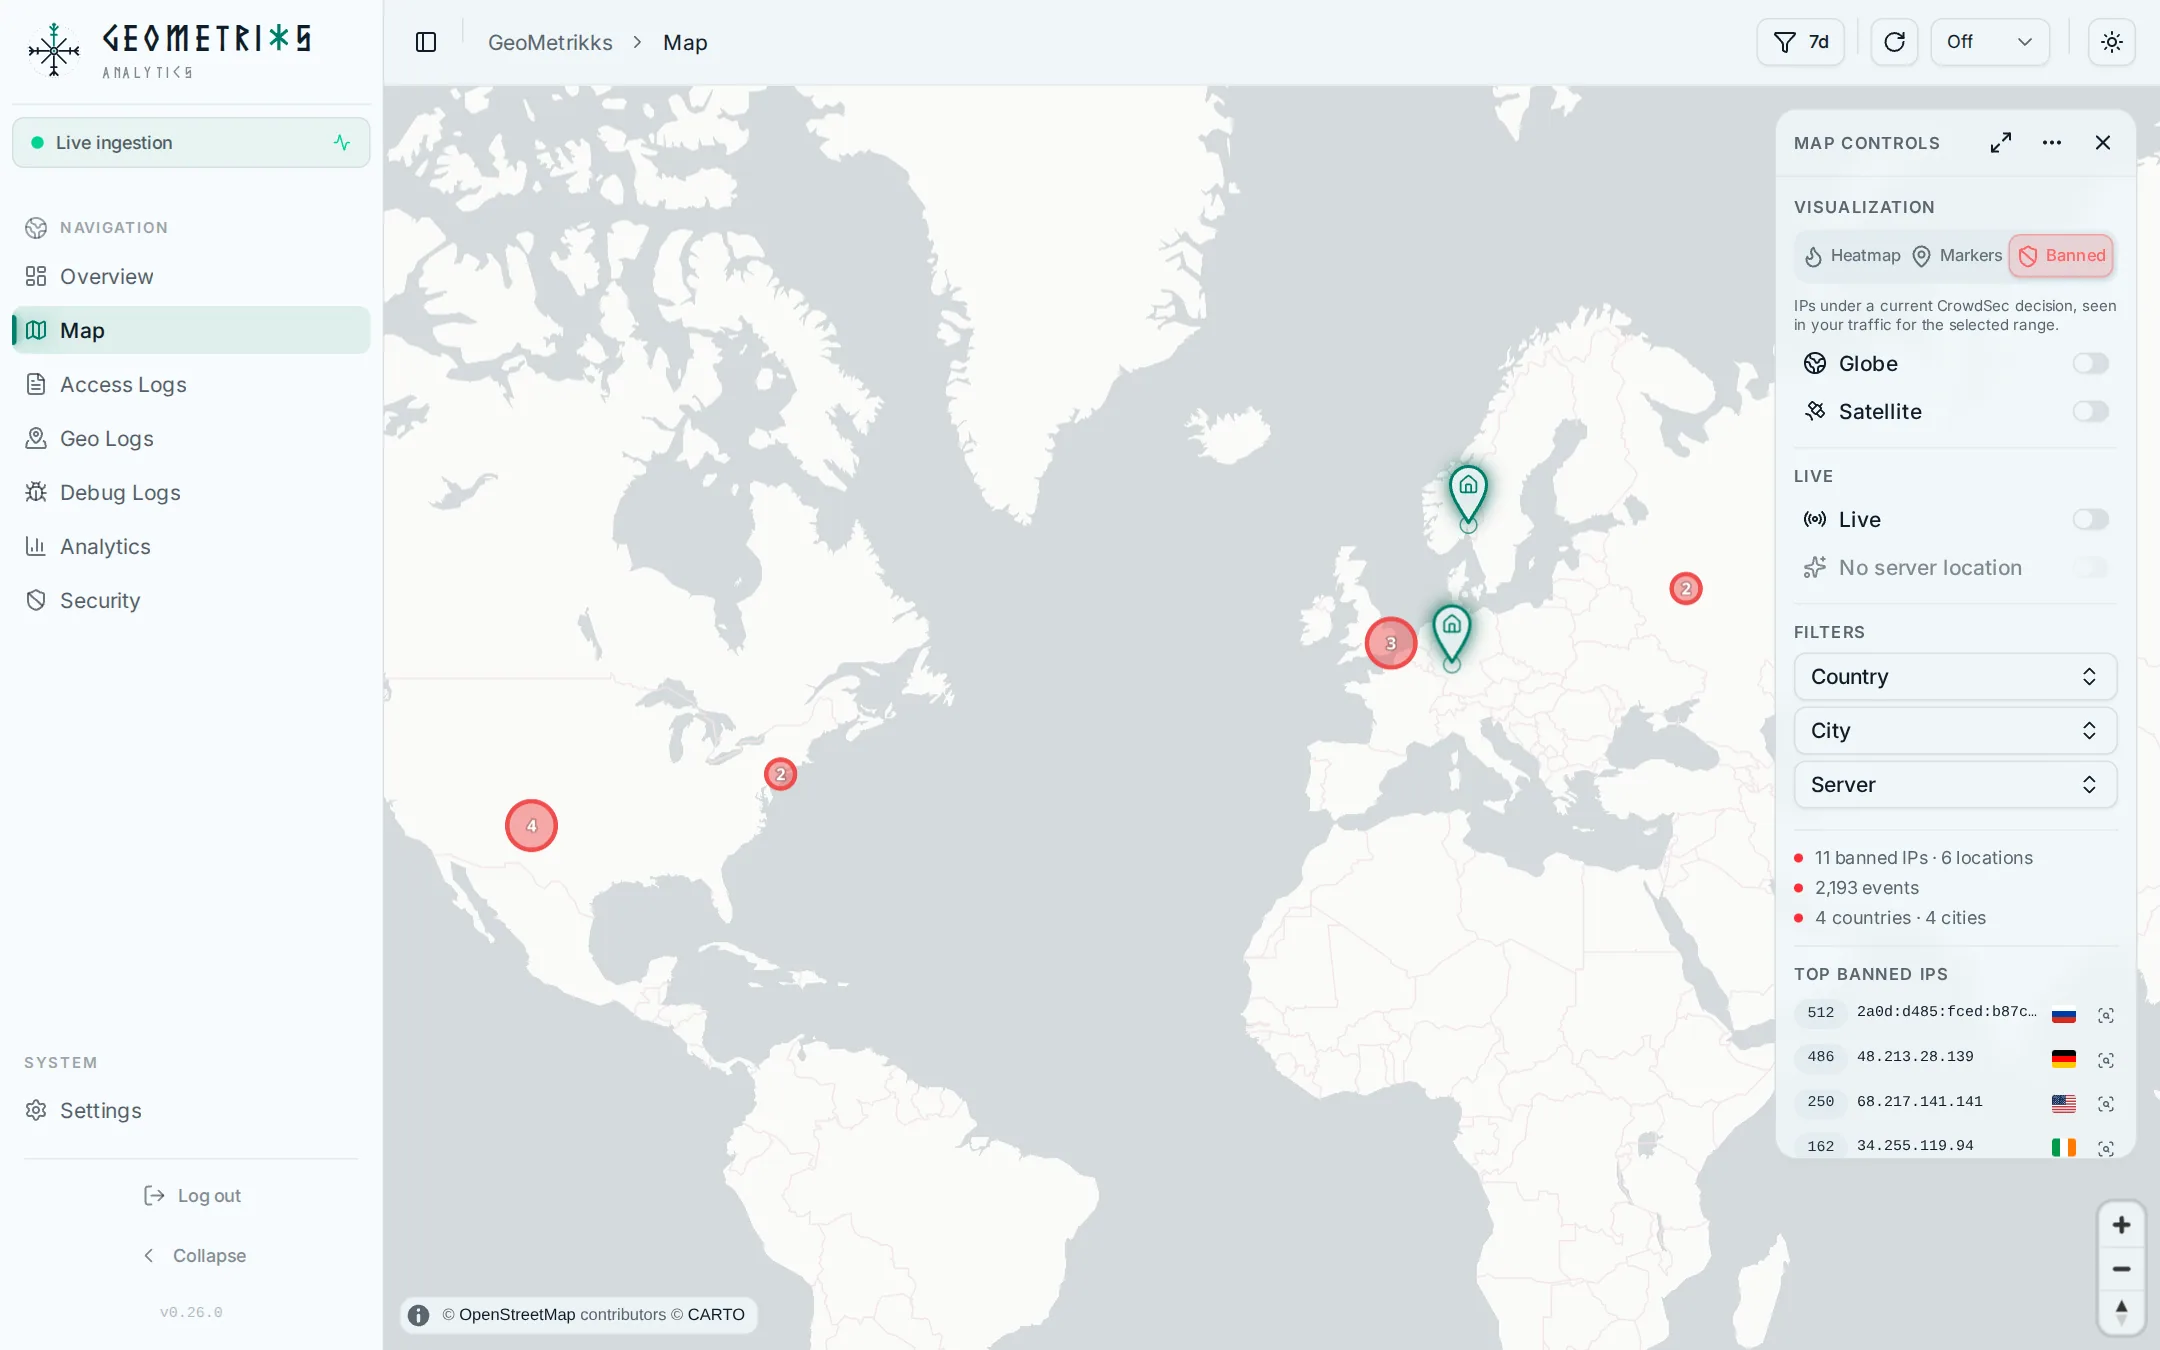 GEOMETRIKS
ANALYTICS
Live ingestion
NAVIGATION
Overview
Map
Access Logs
Geo Logs
Debug Logs
Analytics
Security
SYSTEM
Settings
Log out
Collapse
v0.26.0
GeoMetrikks
Map
7d
Off
MAP CONTROLS
VISUALIZATION
Heatmap Markers Banned
IPs under a current CrowdSec decision, seen
in your traffic for the selected range.
Globe
Satellite
LIVE
Live
No server location
FILTERS
Country
City
Server
11 banned IPs · 6 locations
2,193 events
4 countries · 4 cities
TOP BANNED IPS
512 2a0d:d485:fced:b87c…
486 48.213.28.139
250 68.217.141.141
162 34.255.119.94
2
3
2
4
© OpenStreetMap contributors © CARTO